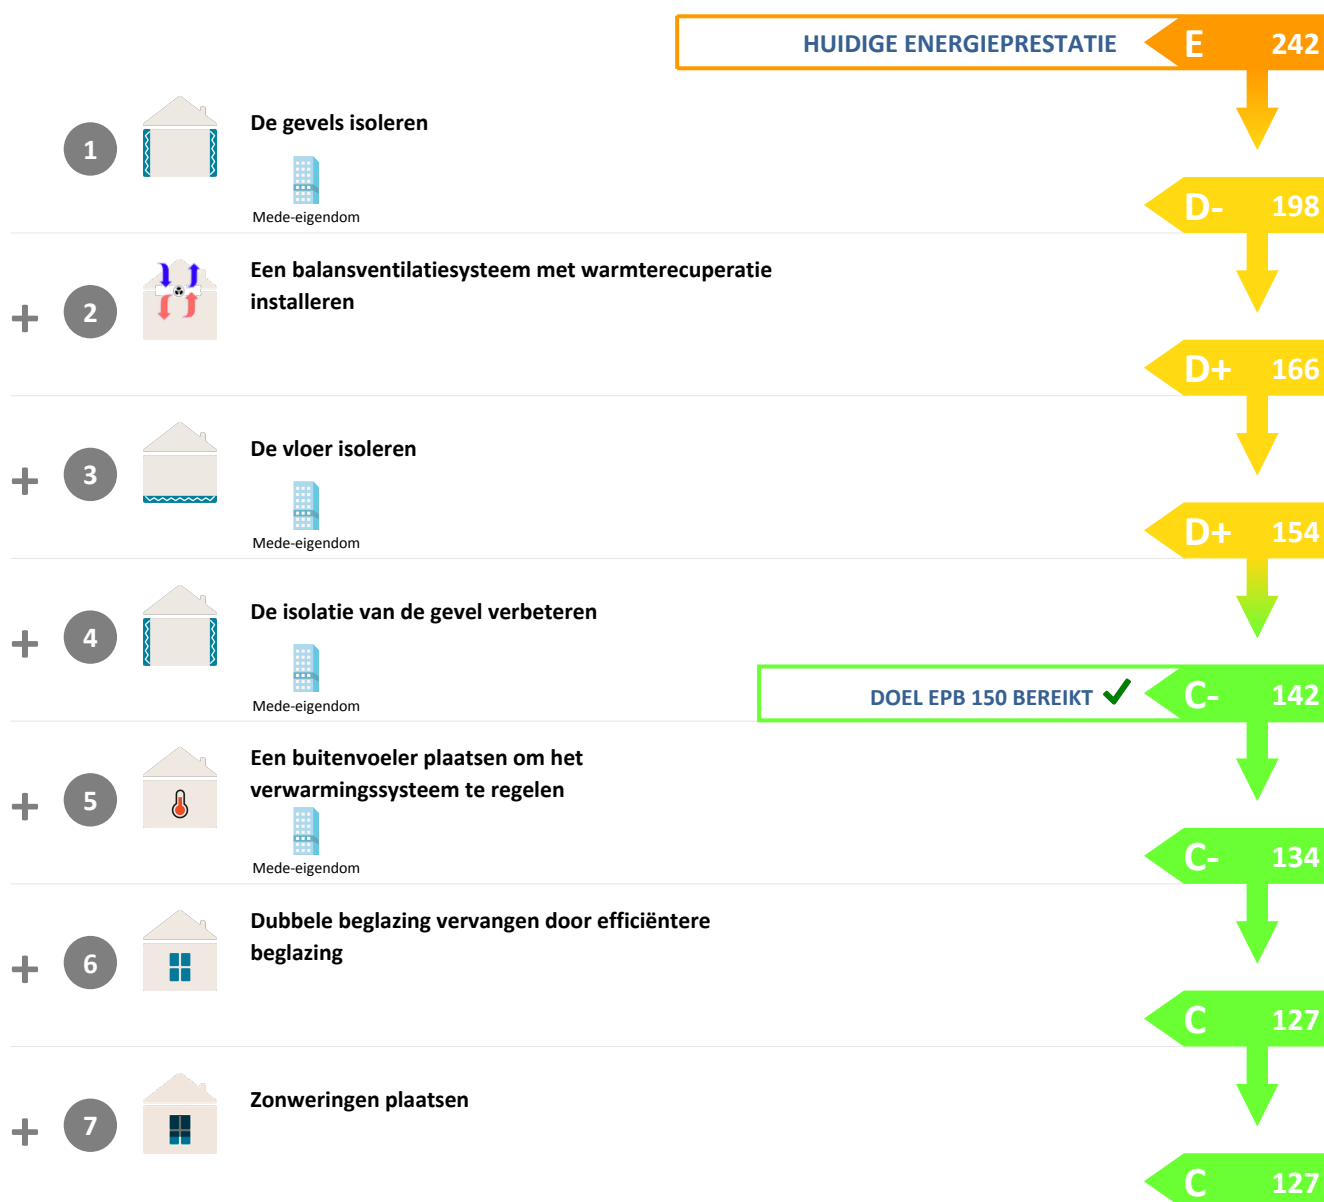 HUIDIGE ENERGIEPRESTATIE E 242
1 De gevels isoleren
Mede-eigendom
D- 198
+ 2 Een balansventilatiesysteem met warmterecuperatie
installeren
D+ 166
+ 3 De vloer isoleren
Mede-eigendom
D+ 154
+ 4 De isolatie van de gevel verbeteren
Mede-eigendom
DOEL EPB 150 BEREIKT ✓ C- 142
+ 5 Een buitenvoeler plaatsen om het
verwarmingssysteem te regelen
Mede-eigendom
C- 134
+ 6 Dubbele beglazing vervangen door efficiëntere
beglazing
C 127
+ 7 Zonweringen plaatsen
C 127